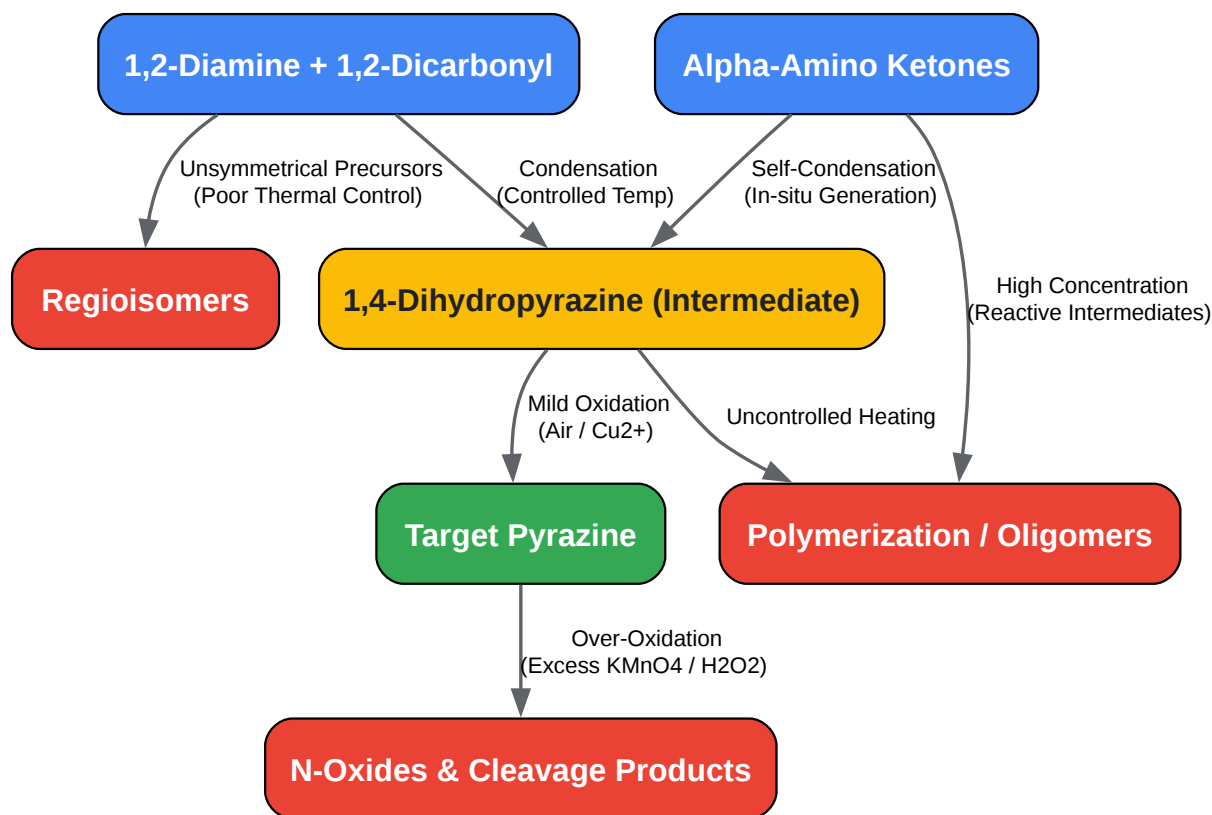 1,2-Diamine + 1,2-Dicarbonyl
Alpha-Amino Ketones
Unsymmetrical Precursors
(Poor Thermal Control)
Condensation
(Controlled Temp)
Self-Condensation
(In-situ Generation)
Regioisomers
1,4-Dihydropyrazine (Intermediate)
High Concentration
(Reactive Intermediates)
Mild Oxidation
(Air / Cu2+)
Uncontrolled Heating
Target Pyrazine
Polymerization / Oligomers
Over-Oxidation
(Excess KMnO4 / H2O2)
N-Oxides & Cleavage Products